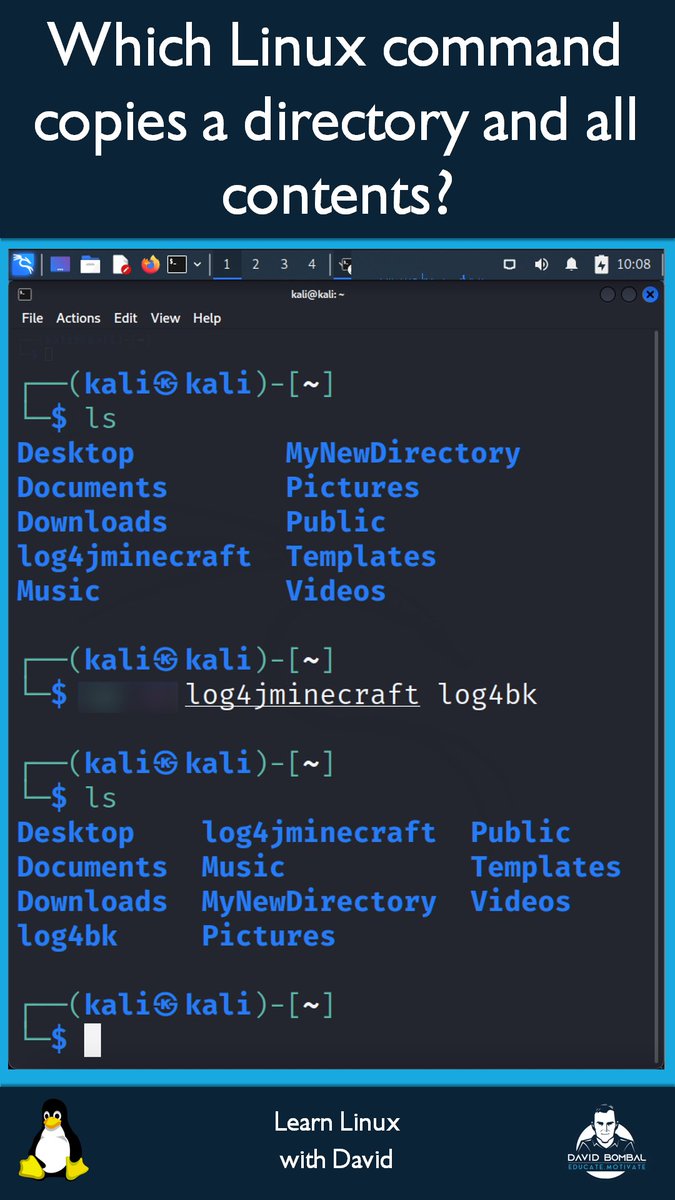 Which Linux command
copies a directory and all
contents?
1 2 3 4 10:08
kali@kali: ~
File Actions Edit View Help
┌──(kali㉿kali)-[~]
└─$ ls
Desktop MyNewDirectory
Documents Pictures
Downloads Public
log4jminecraft Templates
Music Videos
┌──(kali㉿kali)-[~]
└─$ log4jminecraft log4bk
┌──(kali㉿kali)-[~]
└─$ ls
Desktop log4jminecraft Public
Documents Music Templates
Downloads MyNewDirectory Videos
log4bk Pictures
┌──(kali㉿kali)-[~]
└─$
Learn Linux
with David
DAVID BOMBAL
EDUCATE.MOTIVATE